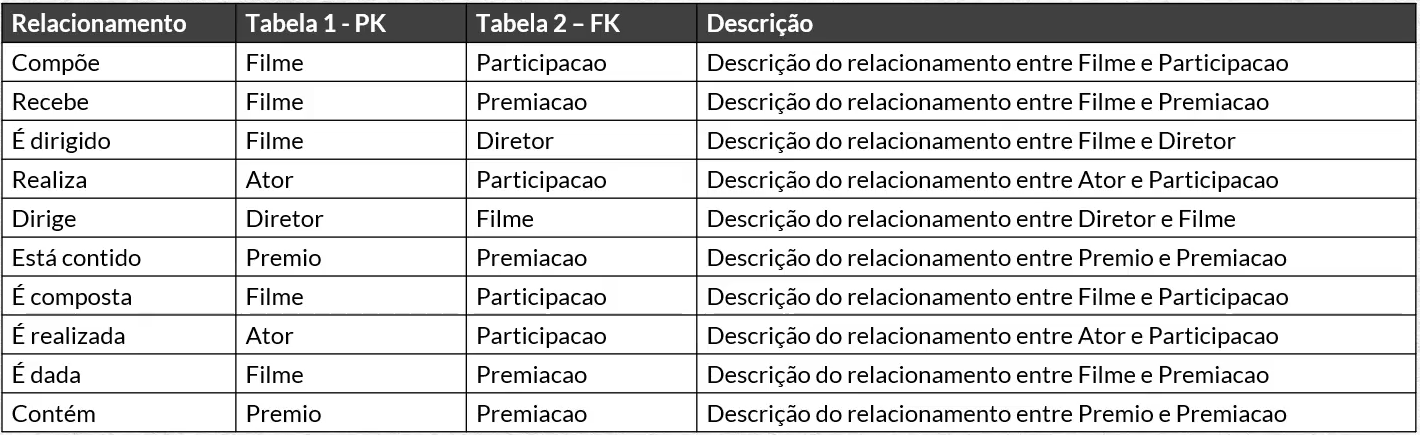 Relacionamento Tabela 1 - PK Tabela 2 – FK Descrição
Compõe Filme Participacao Descrição do relacionamento entre Filme e Participacao
Recebe Filme Premiacao Descrição do relacionamento entre Filme e Premiacao
É dirigido Filme Diretor Descrição do relacionamento entre Filme e Diretor
Realiza Ator Participacao Descrição do relacionamento entre Ator e Participacao
Dirige Diretor Filme Descrição do relacionamento entre Diretor e Filme
Está contido Premio Premiacao Descrição do relacionamento entre Premio e Premiacao
É composta Filme Participacao Descrição do relacionamento entre Filme e Participacao
É realizada Ator Participacao Descrição do relacionamento entre Ator e Participacao
É dada Filme Premiacao Descrição do relacionamento entre Filme e Premiacao
Contém Premio Premiacao Descrição do relacionamento entre Premio e Premiacao